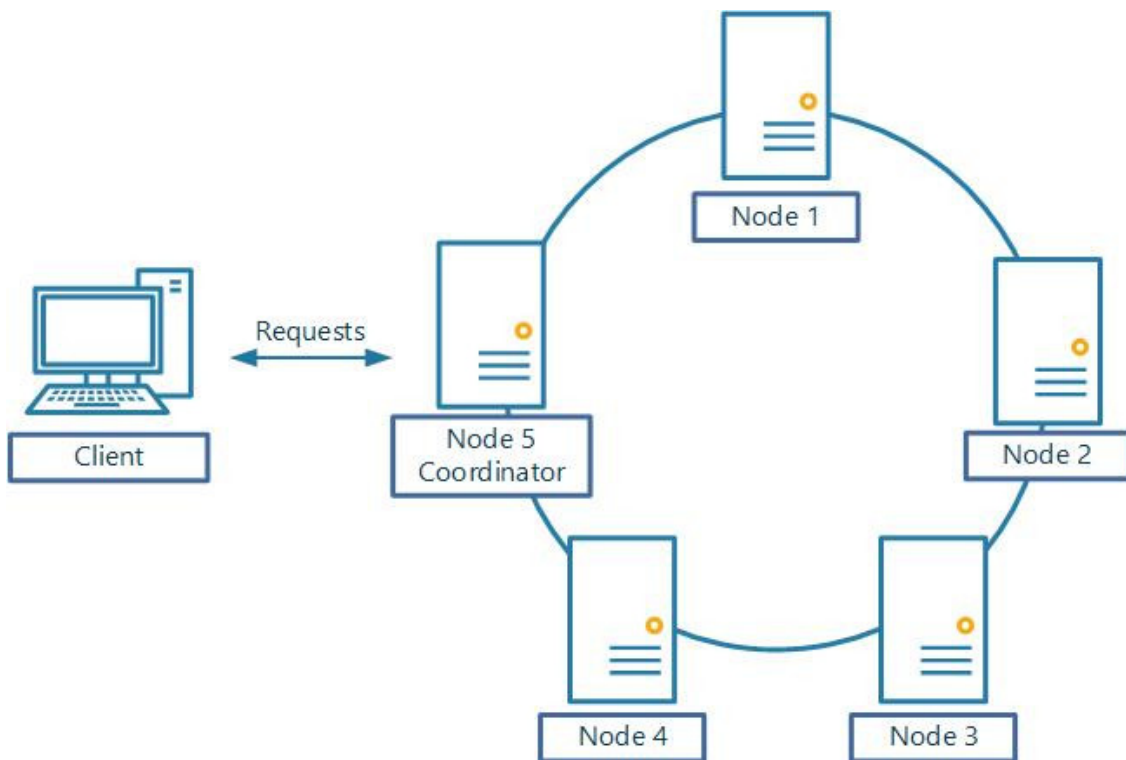 Node 1
Requests
Client
Node 5
Coordinator
Node 2
Node 4
Node 3